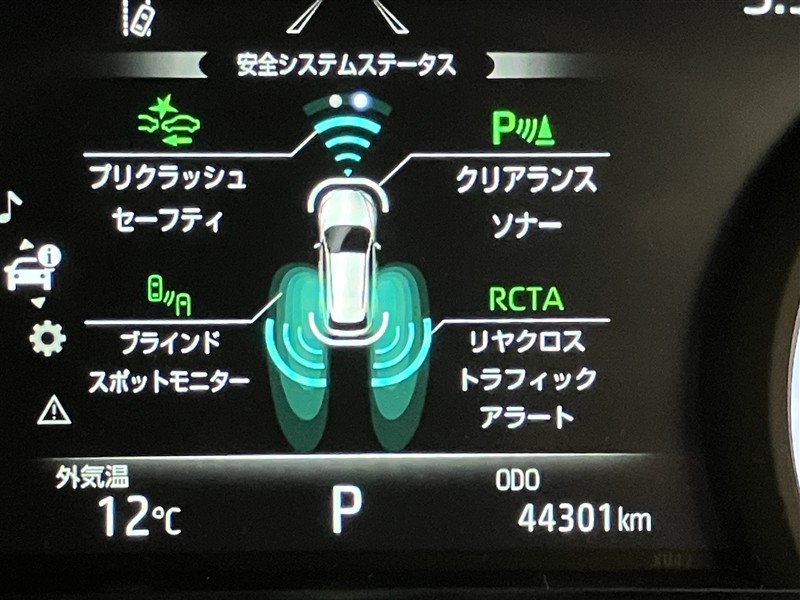 安全システムステータス
P
プリクラッシュ
セーフティ
クリアランス
ソナー
RCTA
ブラインド
スポットモニター
リヤクロス
トラフィック
アラート
外気温
12℃
P
ODO
44301km